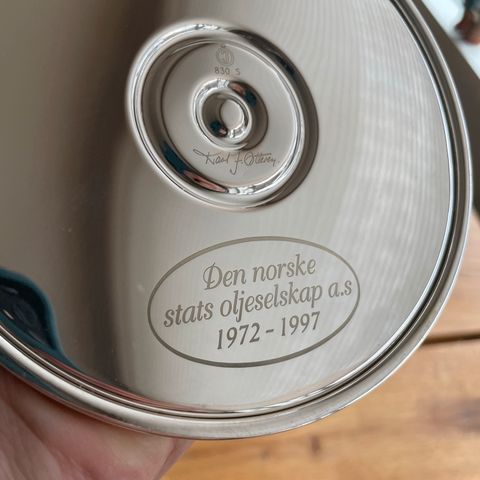 830 S
Den norske
stats oljeselskap a.s
1972 - 1997